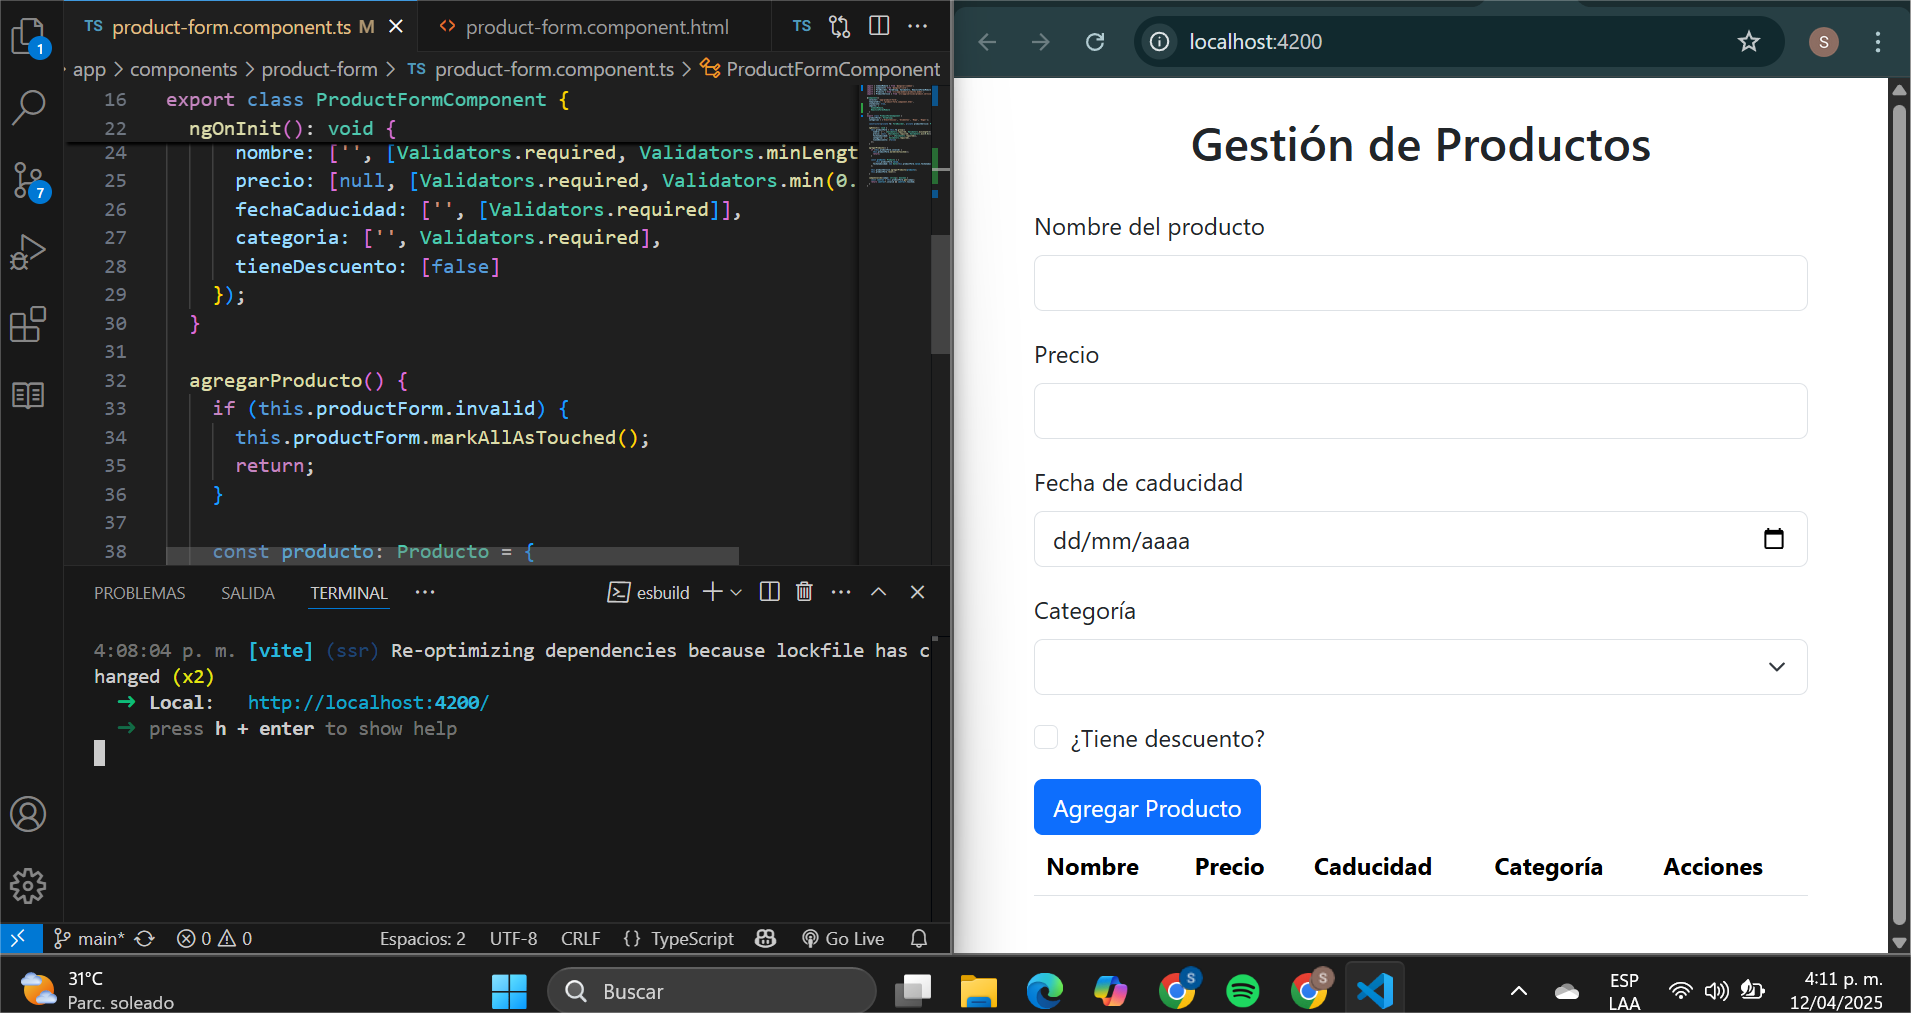 1
TS product-form.component.ts M
<> product-form.component.html
TS
app > components > product-form > TS product-form.component.ts > ProductFormComponent
16 export class ProductFormComponent {
22 ngOnInit(): void {
24 nombre: ['', [Validators.required, Validators.minLengt
25 precio: [null, [Validators.required, Validators.min(0.
26 fechaCaducidad: ['', [Validators.required]],
27 categoria: ['', Validators.required],
28 tieneDescuento: [false]
29 });
30 }
31
32 agregarProducto() {
33 if (this.productForm.invalid) {
34 this.productForm.markAllAsTouched();
35 return;
36 }
37
38 const producto: Producto = {
7
PROBLEMAS SALIDA TERMINAL ··· esbuild
4:08:04 p. m. [vite] (ssr) Re-optimizing dependencies because lockfile has c
hanged (x2)
➜ Local: http://localhost:4200/
➜ press h + enter to show help
main* 0 0 Espacios: 2 UTF-8 CRLF {} TypeScript Go Live
localhost:4200
S
Gestión de Productos
Nombre del producto
Precio
Fecha de caducidad
dd/mm/aaaa
Categoría
¿Tiene descuento?
Agregar Producto
Nombre Precio Caducidad Categoría Acciones
31°C
Parc. soleado
Buscar
S
S
ESP
LAA
4:11 p. m.
12/04/2025